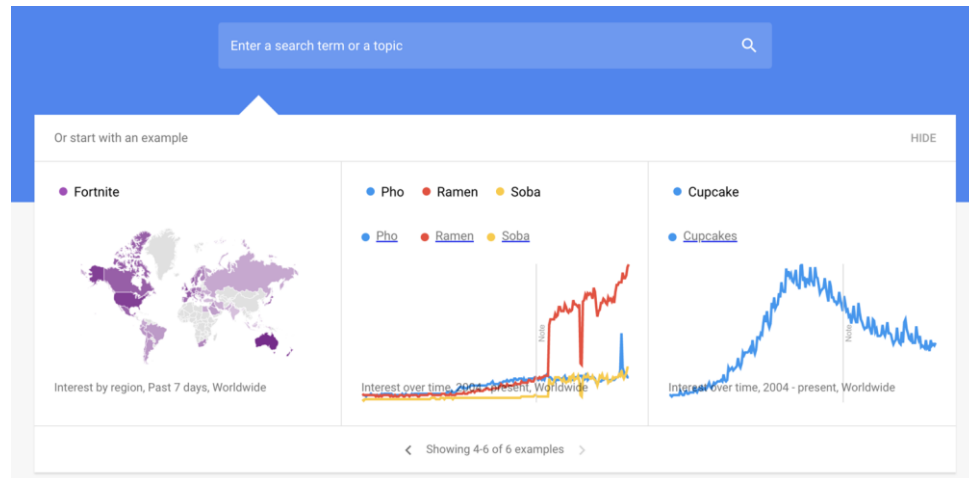 Enter a search term or a topic
Or start with an example
HIDE
Fortnite
Interest by region, Past 7 days, Worldwide
Pho Ramen Soba
Pho Ramen Soba
Note
Interest over time, 2004 - present, Worldwide
Cupcake
Cupcakes
Note
Interest over time, 2004 - present, Worldwide
Showing 4-6 of 6 examples